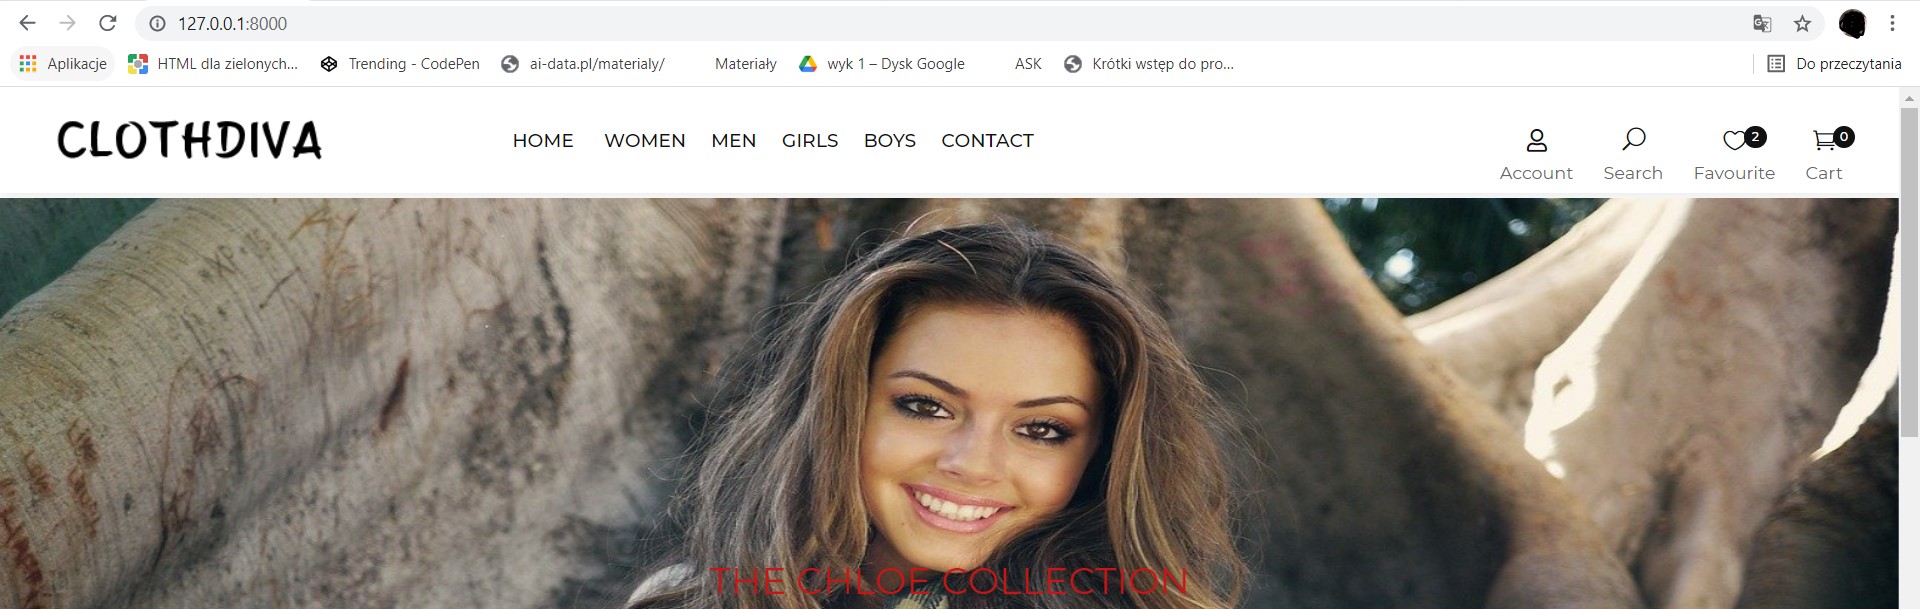 127.0.0.1:8000
Aplikacje HTML dla zielonych... Trending - CodePen ai-data.pl/materialy/ Materiały wyk 1 – Dysk Google ASK Krótki wstęp do pro... Do przeczytania
CLOTHDIVA HOME WOMEN MEN GIRLS BOYS CONTACT
2 0
Account Search Favourite Cart
THE CHLOE COLLECTION